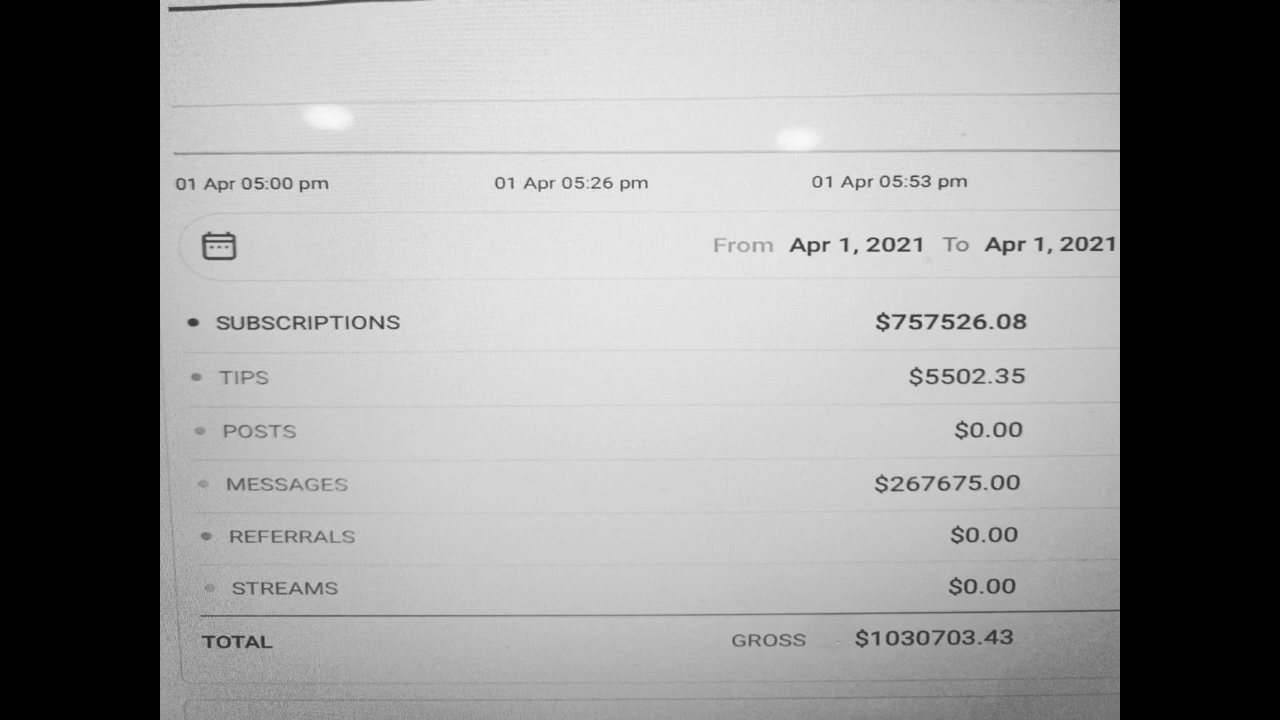 01 Apr 05:00 pm 01 Apr 05:26 pm 01 Apr 05:53 pm
From Apr 1, 2021 To Apr 1, 2021
SUBSCRIPTIONS $757526.08
TIPS $5502.35
POSTS $0.00
MESSAGES $267675.00
REFERRALS $0.00
STREAMS $0.00
TOTAL GROSS $1030703.43